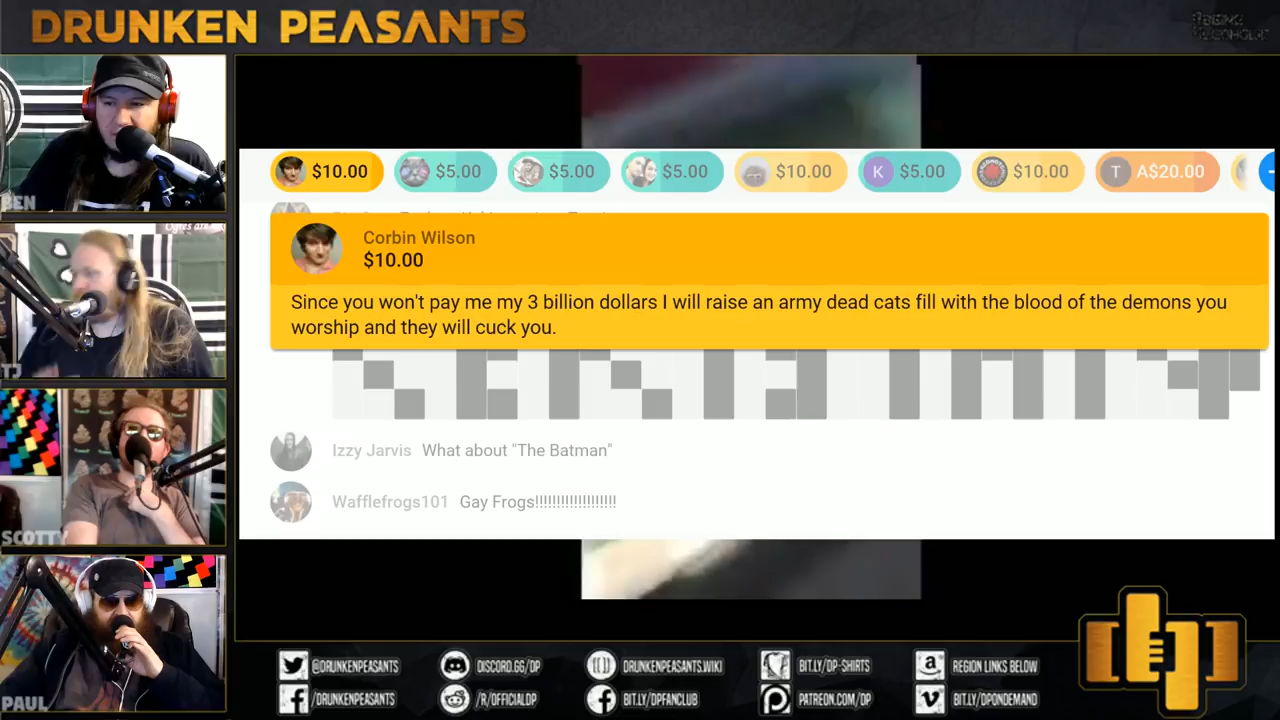 DRUNKEN PEASANTS
BEN
TJ
SCOTTY
PAUL
$10.00
$5.00
$5.00
$5.00
$10.00
K $5.00
$10.00
T A$20.00
Corbin Wilson
$10.00
Since you won't pay me my 3 billion dollars I will raise an army dead cats fill with the blood of the demons you
worship and they will cuck you.
Izzy Jarvis What about "The Batman"
Wafflefrogs101 Gay Frogs!!!!!!!!!!!!!!!!!!!
@DRUNKENPEASANTS
DISCORD.GG/DP
DRUNKENPEASANTS.WIKI
BIT.LY/DP-SHIRTS
REGION LINKS BELOW
/DRUNKENPEASANTS
/R/OFFICIALDP
BIT.LY/DPFANCLUB
PATREON.COM/DP
BIT.LY/DPONDEMAND